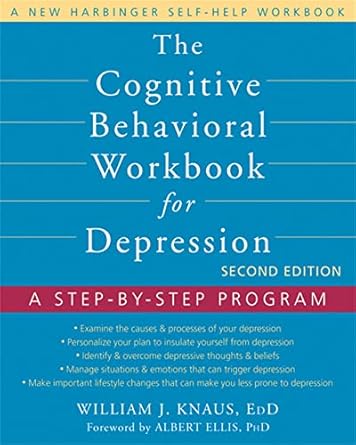 A NEW HARBINGER SELF-HELP WORKBOOK
The
Cognitive
Behavioral
Workbook
for
Depression
SECOND EDITION
A STEP-BY-STEP PROGRAM
• Examine the causes & processes of your depression
• Personalize your plan to insulate yourself from depression
• Identify & overcome depressive thoughts & beliefs
• Manage situations & emotions that can trigger depression
• Make important lifestyle changes that can make you less prone to depression
WILLIAM J. KNAUS, EDD
Foreword by ALBERT ELLIS, PHD